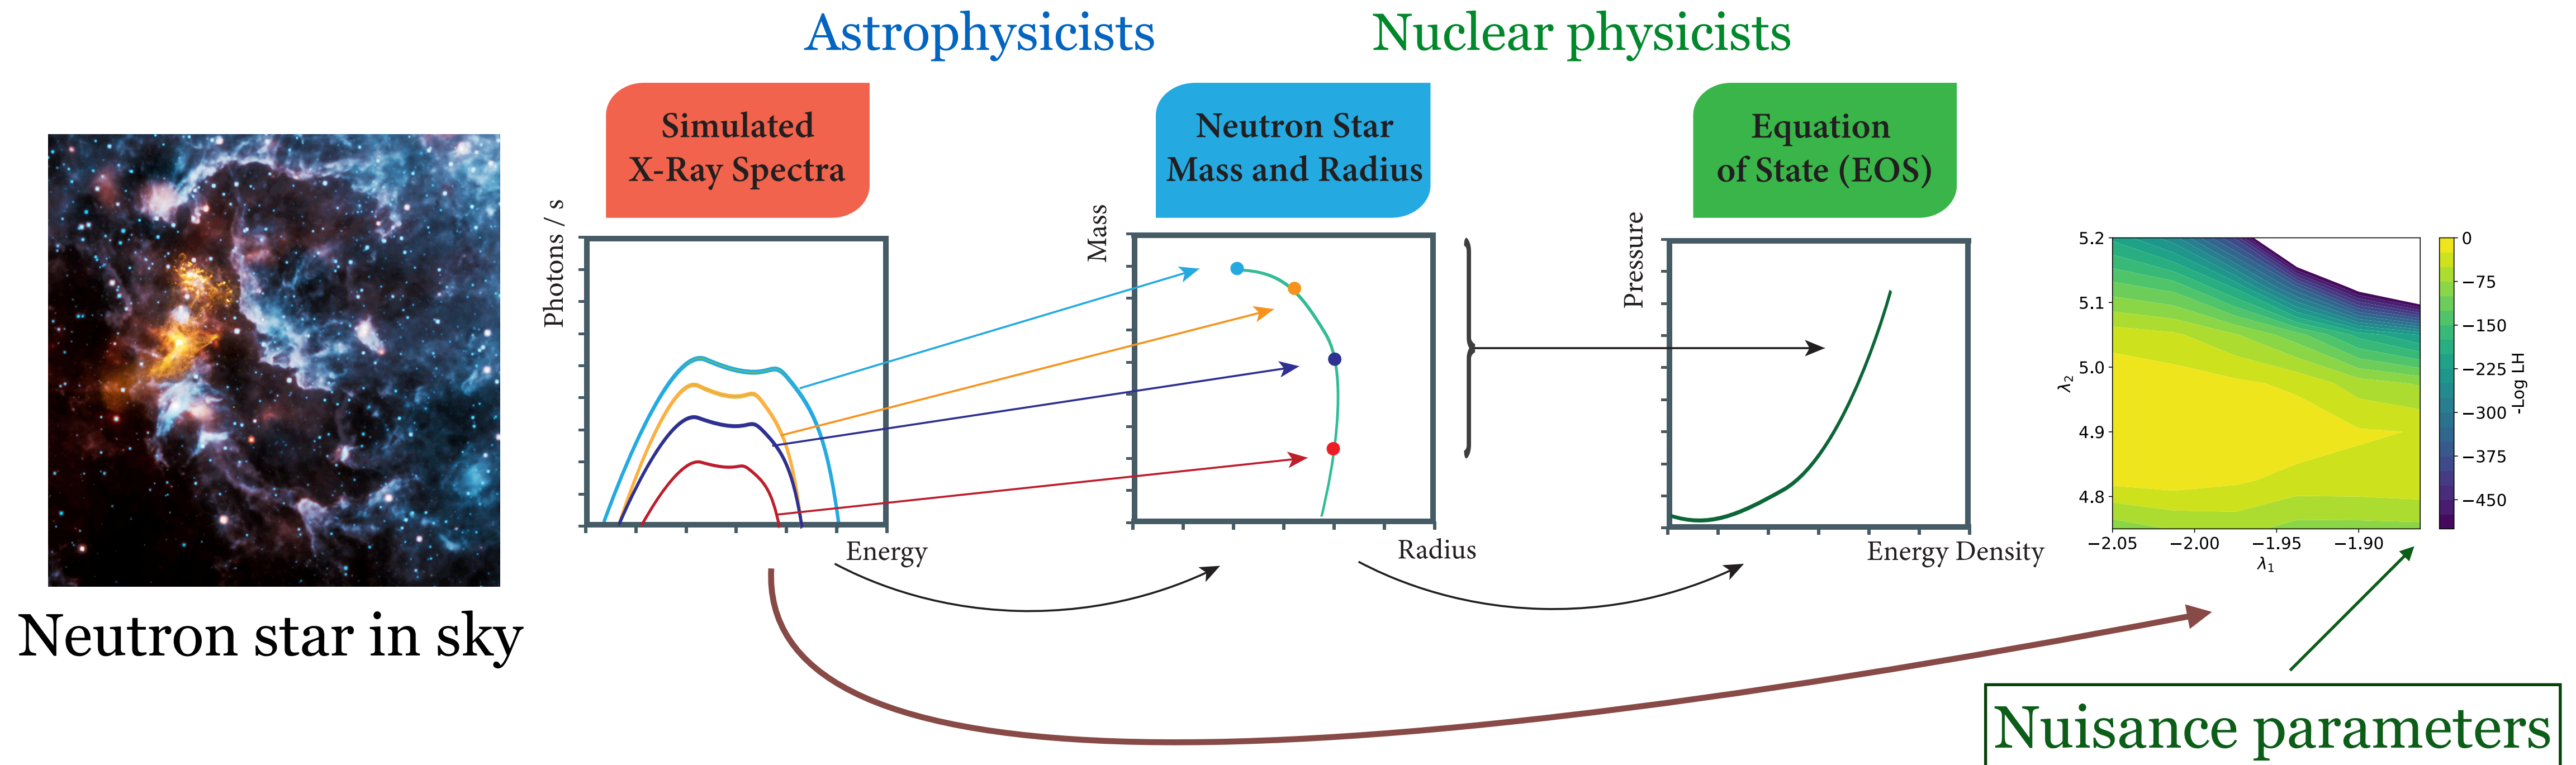 Astrophysicists
Nuclear physicists
Simulated
X-Ray Spectra
Neutron Star
Mass and Radius
Equation
of State (EOS)
Photons / s
Energy
Mass
Radius
Pressure
Energy Density
5.2
5.1
5.0
4.9
4.8
λ₂
−2.05
−2.00
−1.95
−1.90
λ₁
0
−75
−150
−225
−300
−375
−450
-Log LH
Neutron star in sky
Nuisance parameters